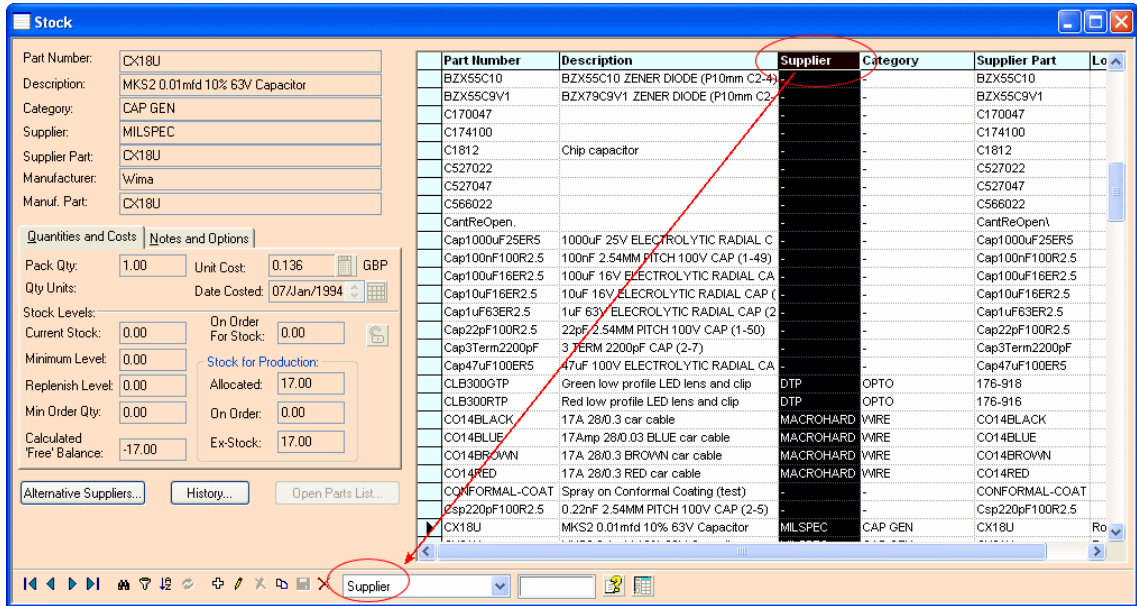 Stock
Part Number: CX18U
Description: MKS2 0.01mfd 10% 63V Capacitor
Category: CAP GEN
Supplier: MILSPEC
Supplier Part: CX18U
Manufacturer: Wima
Manuf. Part: CX18U
Quantities and Costs Notes and Options
Pack Qty: 1.00 Unit Cost: 0.136 GBP
Qty Units: Date Costed: 07/Jan/1994
Stock Levels:
Current Stock: 0.00 On Order For Stock: 0.00
Minimum Level: 0.00 Stock for Production:
Replenish Level: 0.00 Allocated: 17.00
Min Order Qty: 0.00 On Order: 0.00
Calculated 'Free' Balance: -17.00 Ex-Stock: 17.00
Alternative Suppliers... History... Open Parts List...
Part Number Description Supplier Category Supplier Part Lo
BZX55C10 BZX55C10 ZENER DIODE (P10mm C2-4) - - BZX55C10
BZX55C9V1 BZX79C9V1 ZENER DIODE (P10mm C2- - - BZX55C9V1
C170047 - - C170047
C174100 - - C174100
C1812 Chip capacitor - - C1812
C527022 - - C527022
C527047 - - C527047
C566022 - - C566022
CantReOpen. - - CantReOpen\
Cap1000uF25ER5 1000uF 25V ELECTROLYTIC RADIAL C - - Cap1000uF25ER5
Cap100nF100R2.5 100nF 2.54MM PITCH 100V CAP (1-49) - - Cap100nF100R2.5
Cap100uF16ER2.5 100uF 16V ELECTROLYTIC RADIAL CA - - Cap100uF16ER2.5
Cap10uF16ER2.5 10uF 16V ELECROLYTIC RADIAL CAP ( - - Cap10uF16ER2.5
Cap1uF63ER2.5 1uF 63V ELECROLYTIC RADIAL CAP (2 - - Cap1uF63ER2.5
Cap22pF100R2.5 22pF 2.54MM PITCH 100V CAP (1-50) - - Cap22pF100R2.5
Cap3Term2200pF 3 TERM 2200pF CAP (2-7) - - Cap3Term2200pF
Cap47uF100ER5 47uF 100V ELECTROLYTIC RADIAL CA - - Cap47uF100ER5
CLB300GTP Green low profile LED lens and clip DTP OPTO 176-918
CLB300RTP Red low profile LED lens and clip DTP OPTO 176-916
CO14BLACK 17A 28/0.3 car cable MACROHARD WIRE CO14BLACK
CO14BLUE 17Amp 28/0.03 BLUE car cable MACROHARD WIRE CO14BLUE
CO14BROWN 17A 28/0.3 BROWN car cable MACROHARD WIRE CO14BROWN
CO14RED 17A 28/0.3 RED car cable MACROHARD WIRE CO14RED
CONFORMAL-COAT Spray on Conformal Coating (test) - - CONFORMAL-COAT
Csp220pF100R2.5 0.22nF 2.54MM PITCH 100V CAP (2-5) - - Csp220pF100R2.5
CX18U MKS2 0.01mfd 10% 63V Capacitor MILSPEC CAP GEN CX18U Ro
Supplier